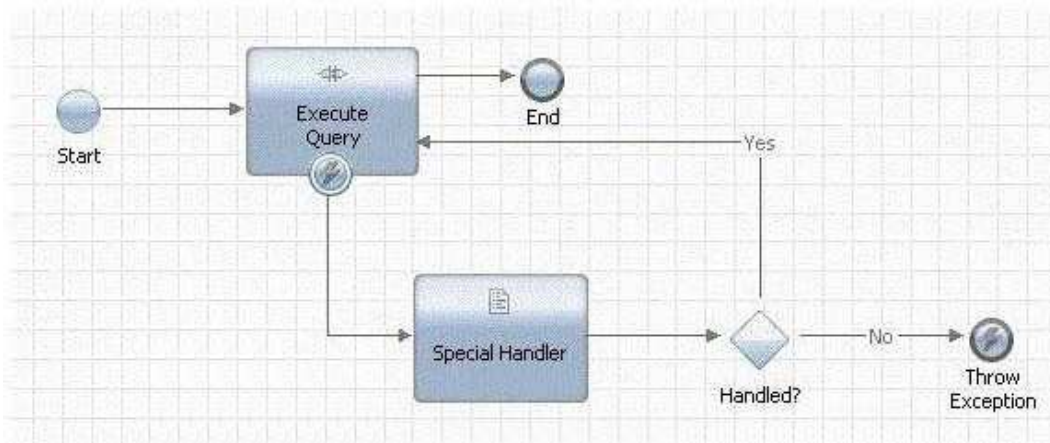 Execute
Query
End
Start
Yes
Special Handler
No
Handled?
Throw
Exception